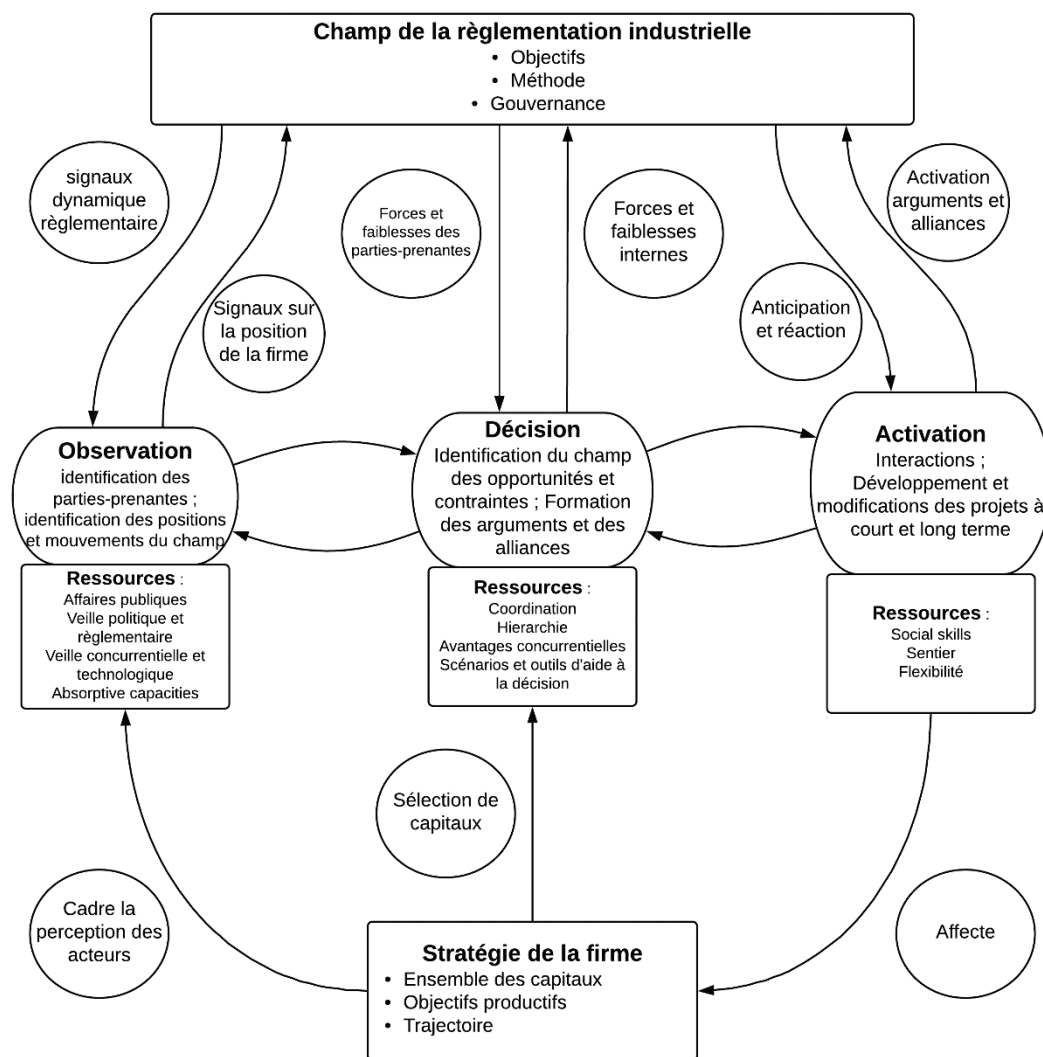 Champ de la règlementation industrielle
• Objectifs
• Méthode
• Gouvernance
signaux
dynamique
règlementaire
Signaux sur
la position
de la firme
Forces et
faiblesses des
parties-prenantes
Forces et
faiblesses
internes
Anticipation
et réaction
Activation
arguments et
alliances
Observation
identification des
parties-prenantes ;
identification des positions
et mouvements du champ
Ressources :
Affaires publiques
Veille politique et
règlementaire
Veille concurrentielle et
technologique
Absorptive capacities
Décision
Identification du champ
des opportunités et
contraintes ; Formation
des arguments et des
alliances
Ressources :
Coordination
Hierarchie
Avantages concurrentielles
Scénarios et outils d'aide à
la décision
Activation
Interactions ;
Développement et
modifications des projets à
court et long terme
Ressources :
Social skills
Sentier
Flexibilité
Cadre la
perception des
acteurs
Sélection de
capitaux
Affecte
Stratégie de la firme
• Ensemble des capitaux
• Objectifs productifs
• Trajectoire